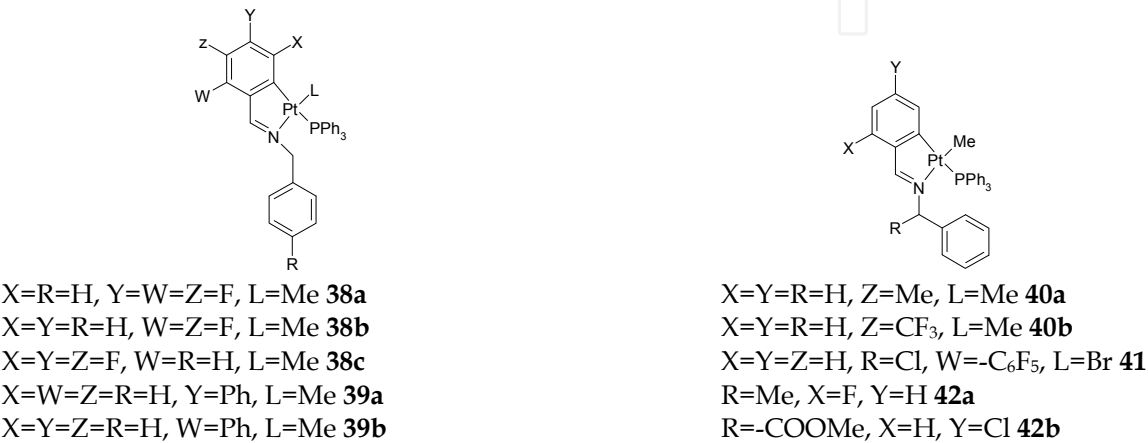 Y
Z
X
W
L
Pt
PPh₃
N
R
Y
X
Me
Pt
PPh₃
N
R
X=R=H, Y=W=Z=F, L=Me 38a
X=Y=R=H, W=Z=F, L=Me 38b
X=Y=Z=F, W=R=H, L=Me 38c
X=W=Z=R=H, Y=Ph, L=Me 39a
X=Y=Z=R=H, W=Ph, L=Me 39b
X=Y=R=H, Z=Me, L=Me 40a
X=Y=R=H, Z=CF₃, L=Me 40b
X=Y=Z=H, R=Cl, W=-C₆F₅, L=Br 41
R=Me, X=F, Y=H 42a
R=-COOMe, X=H, Y=Cl 42b